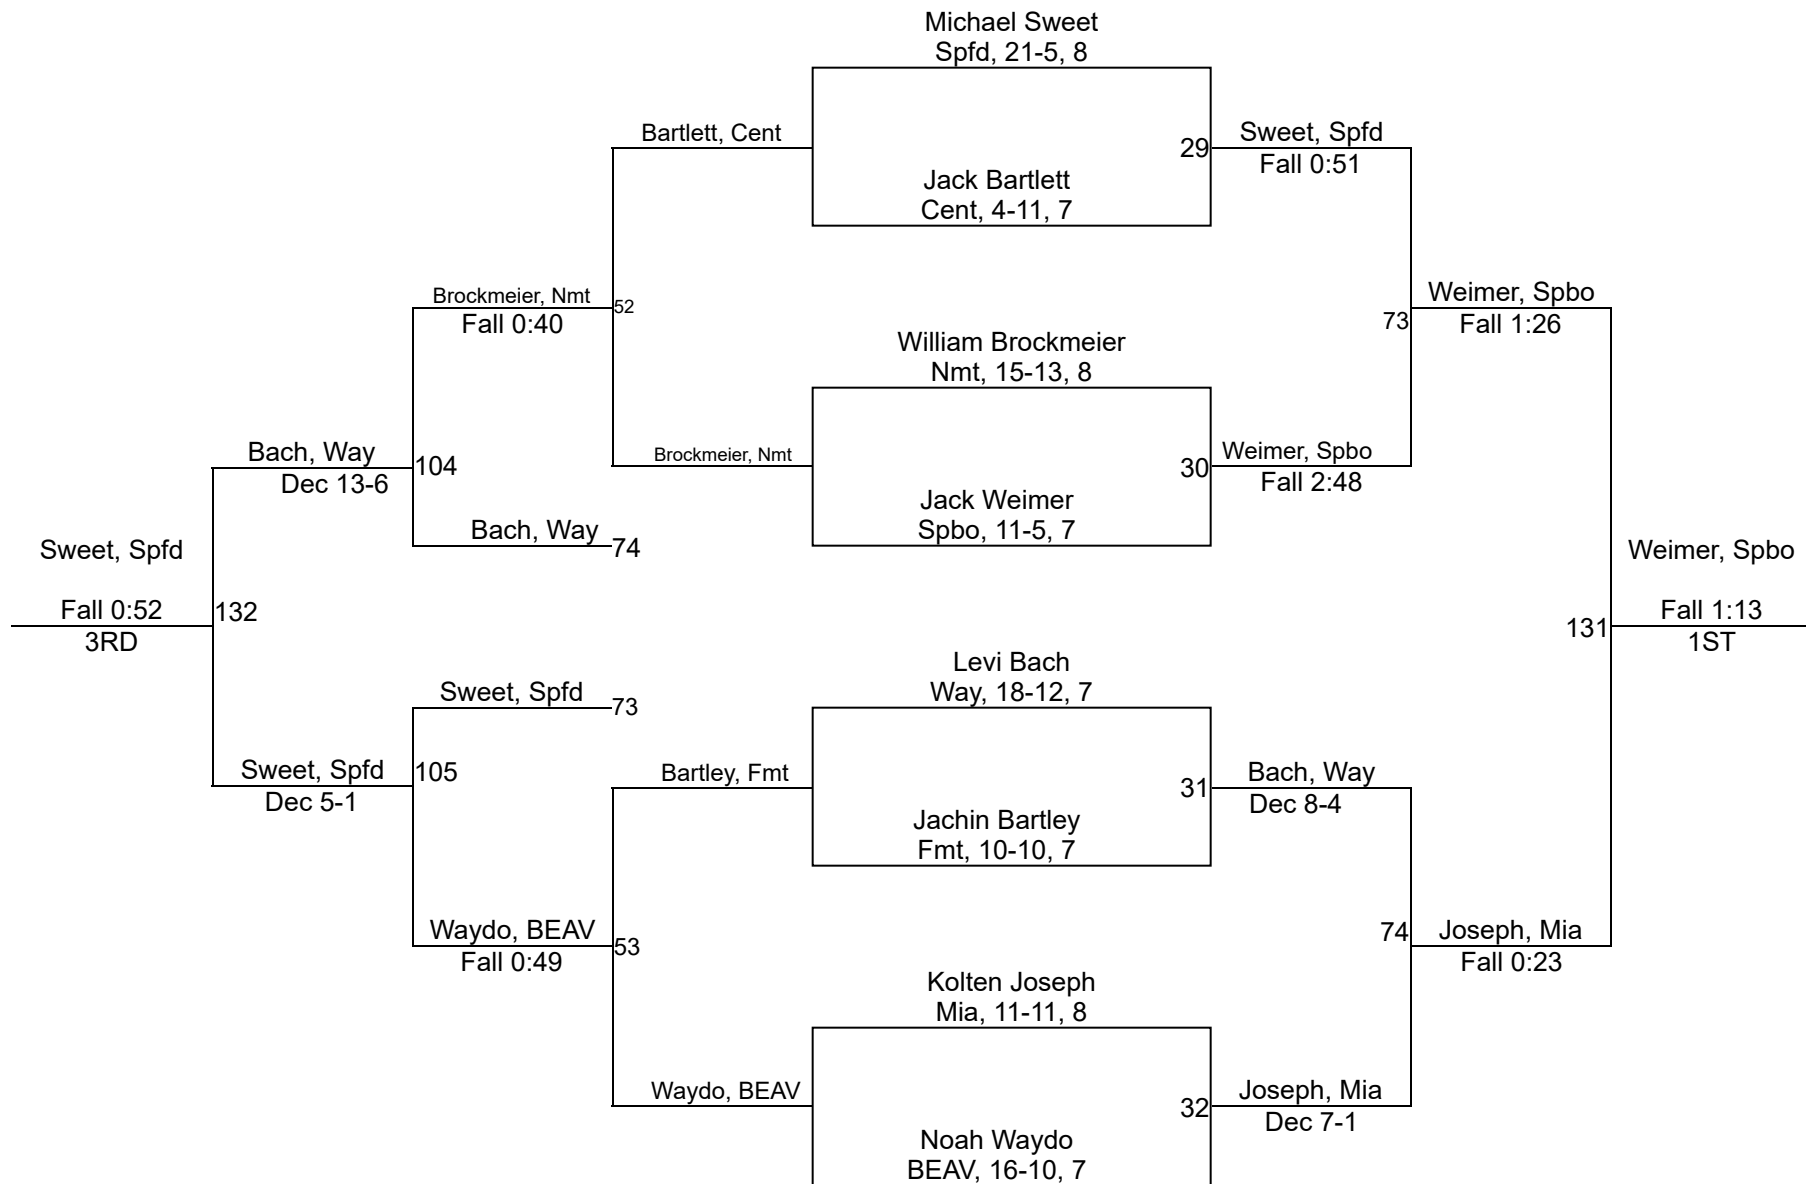 Michael Sweet
Spfd, 21-5, 8
Bartlett, Cent
29
Sweet, Spfd
Fall 0:51
Jack Bartlett
Cent, 4-11, 7
Brockmeier, Nmt
Fall 0:40
52
Weimer, Spbo
Fall 1:26
73
William Brockmeier
Nmt, 15-13, 8
Bach, Way
Dec 13-6
104
Brockmeier, Nmt
30
Weimer, Spbo
Fall 2:48
Jack Weimer
Spbo, 11-5, 7
Bach, Way
74
Sweet, Spfd
Fall 0:52
3RD
132
Weimer, Spbo
Fall 1:13
1ST
131
Levi Bach
Way, 18-12, 7
Sweet, Spfd
73
Sweet, Spfd
Dec 5-1
105
Bartley, Fmt
31
Bach, Way
Dec 8-4
Jachin Bartley
Fmt, 10-10, 7
Waydo, BEAV
Fall 0:49
53
74
Joseph, Mia
Fall 0:23
Kolten Joseph
Mia, 11-11, 8
Waydo, BEAV
32
Joseph, Mia
Dec 7-1
Noah Waydo
BEAV, 16-10, 7